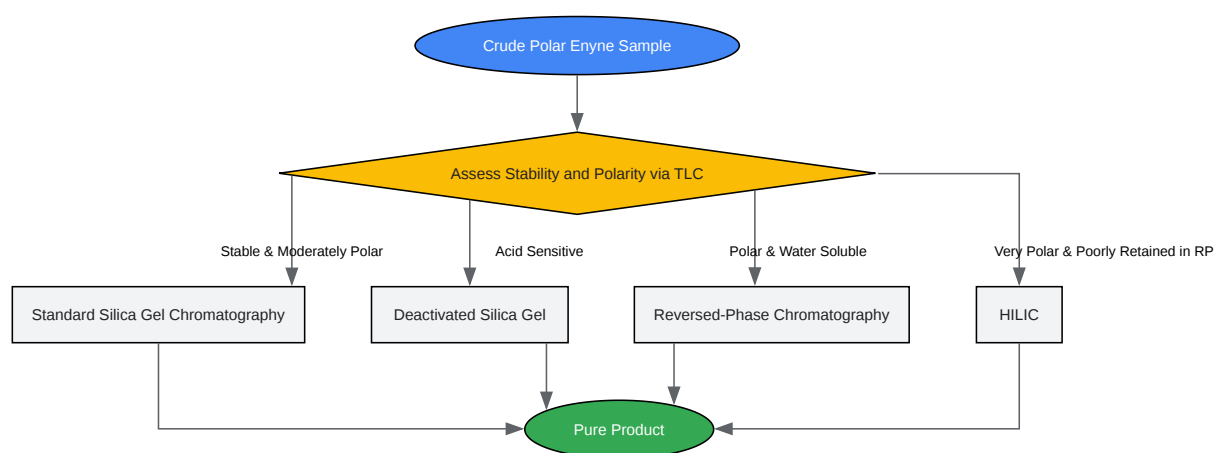 Crude Polar Enyne Sample
Assess Stability and Polarity via TLC
Stable & Moderately Polar
Acid Sensitive
Polar & Water Soluble
Very Polar & Poorly Retained in RP
Standard Silica Gel Chromatography
Deactivated Silica Gel
Reversed-Phase Chromatography
HILIC
Pure Product